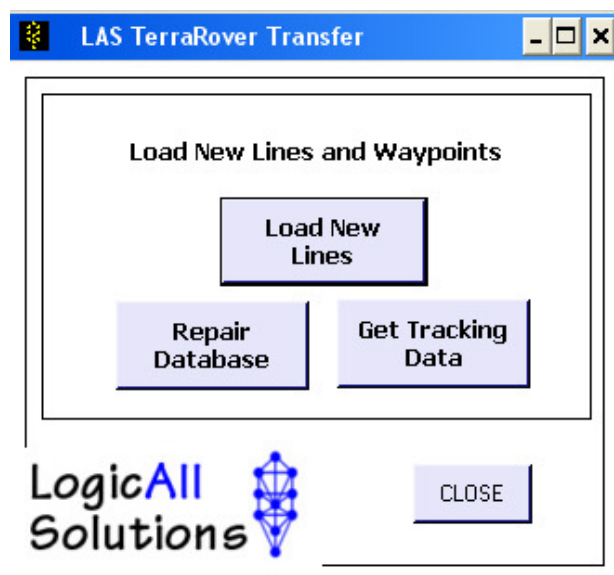 LAS TerraRover Transfer
Load New Lines and Waypoints
Load New
Lines
Repair
Database
Get Tracking
Data
LogicAll
Solutions
CLOSE